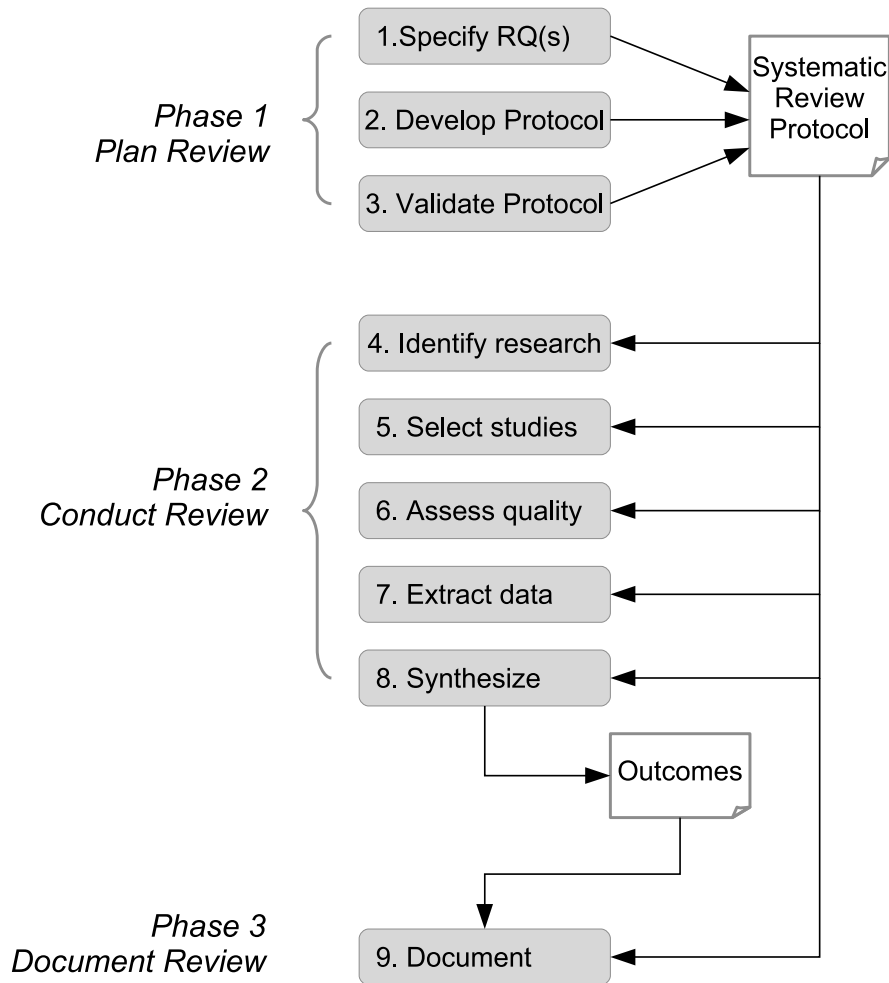 Phase 1
Plan Review
1.Specify RQ(s)
2. Develop Protocol
3. Validate Protocol
Systematic
Review
Protocol
Phase 2
Conduct Review
4. Identify research
5. Select studies
6. Assess quality
7. Extract data
8. Synthesize
Outcomes
Phase 3
Document Review
9. Document